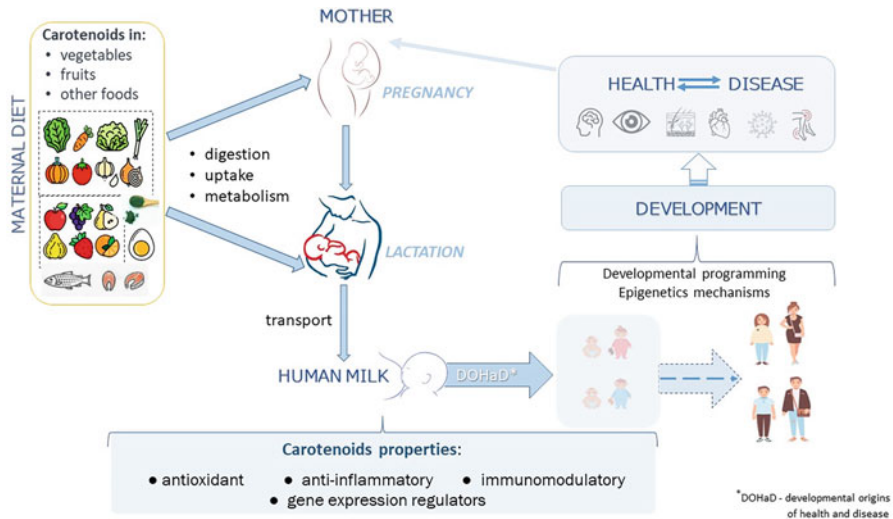 MATERNAL DIET
Carotenoids in:
• vegetables
• fruits
• other foods
MOTHER
PREGNANCY
• digestion
• uptake
• metabolism
LACTATION
transport
HUMAN MILK
DOHaD*
HEALTH DISEASE
DEVELOPMENT
Developmental programming
Epigenetics mechanisms
Carotenoids properties:
● antioxidant ● anti-inflammatory ● immunomodulatory
● gene expression regulators
*DOHaD - developmental origins
of health and disease